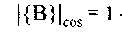 |{B}|cos = 1 ·